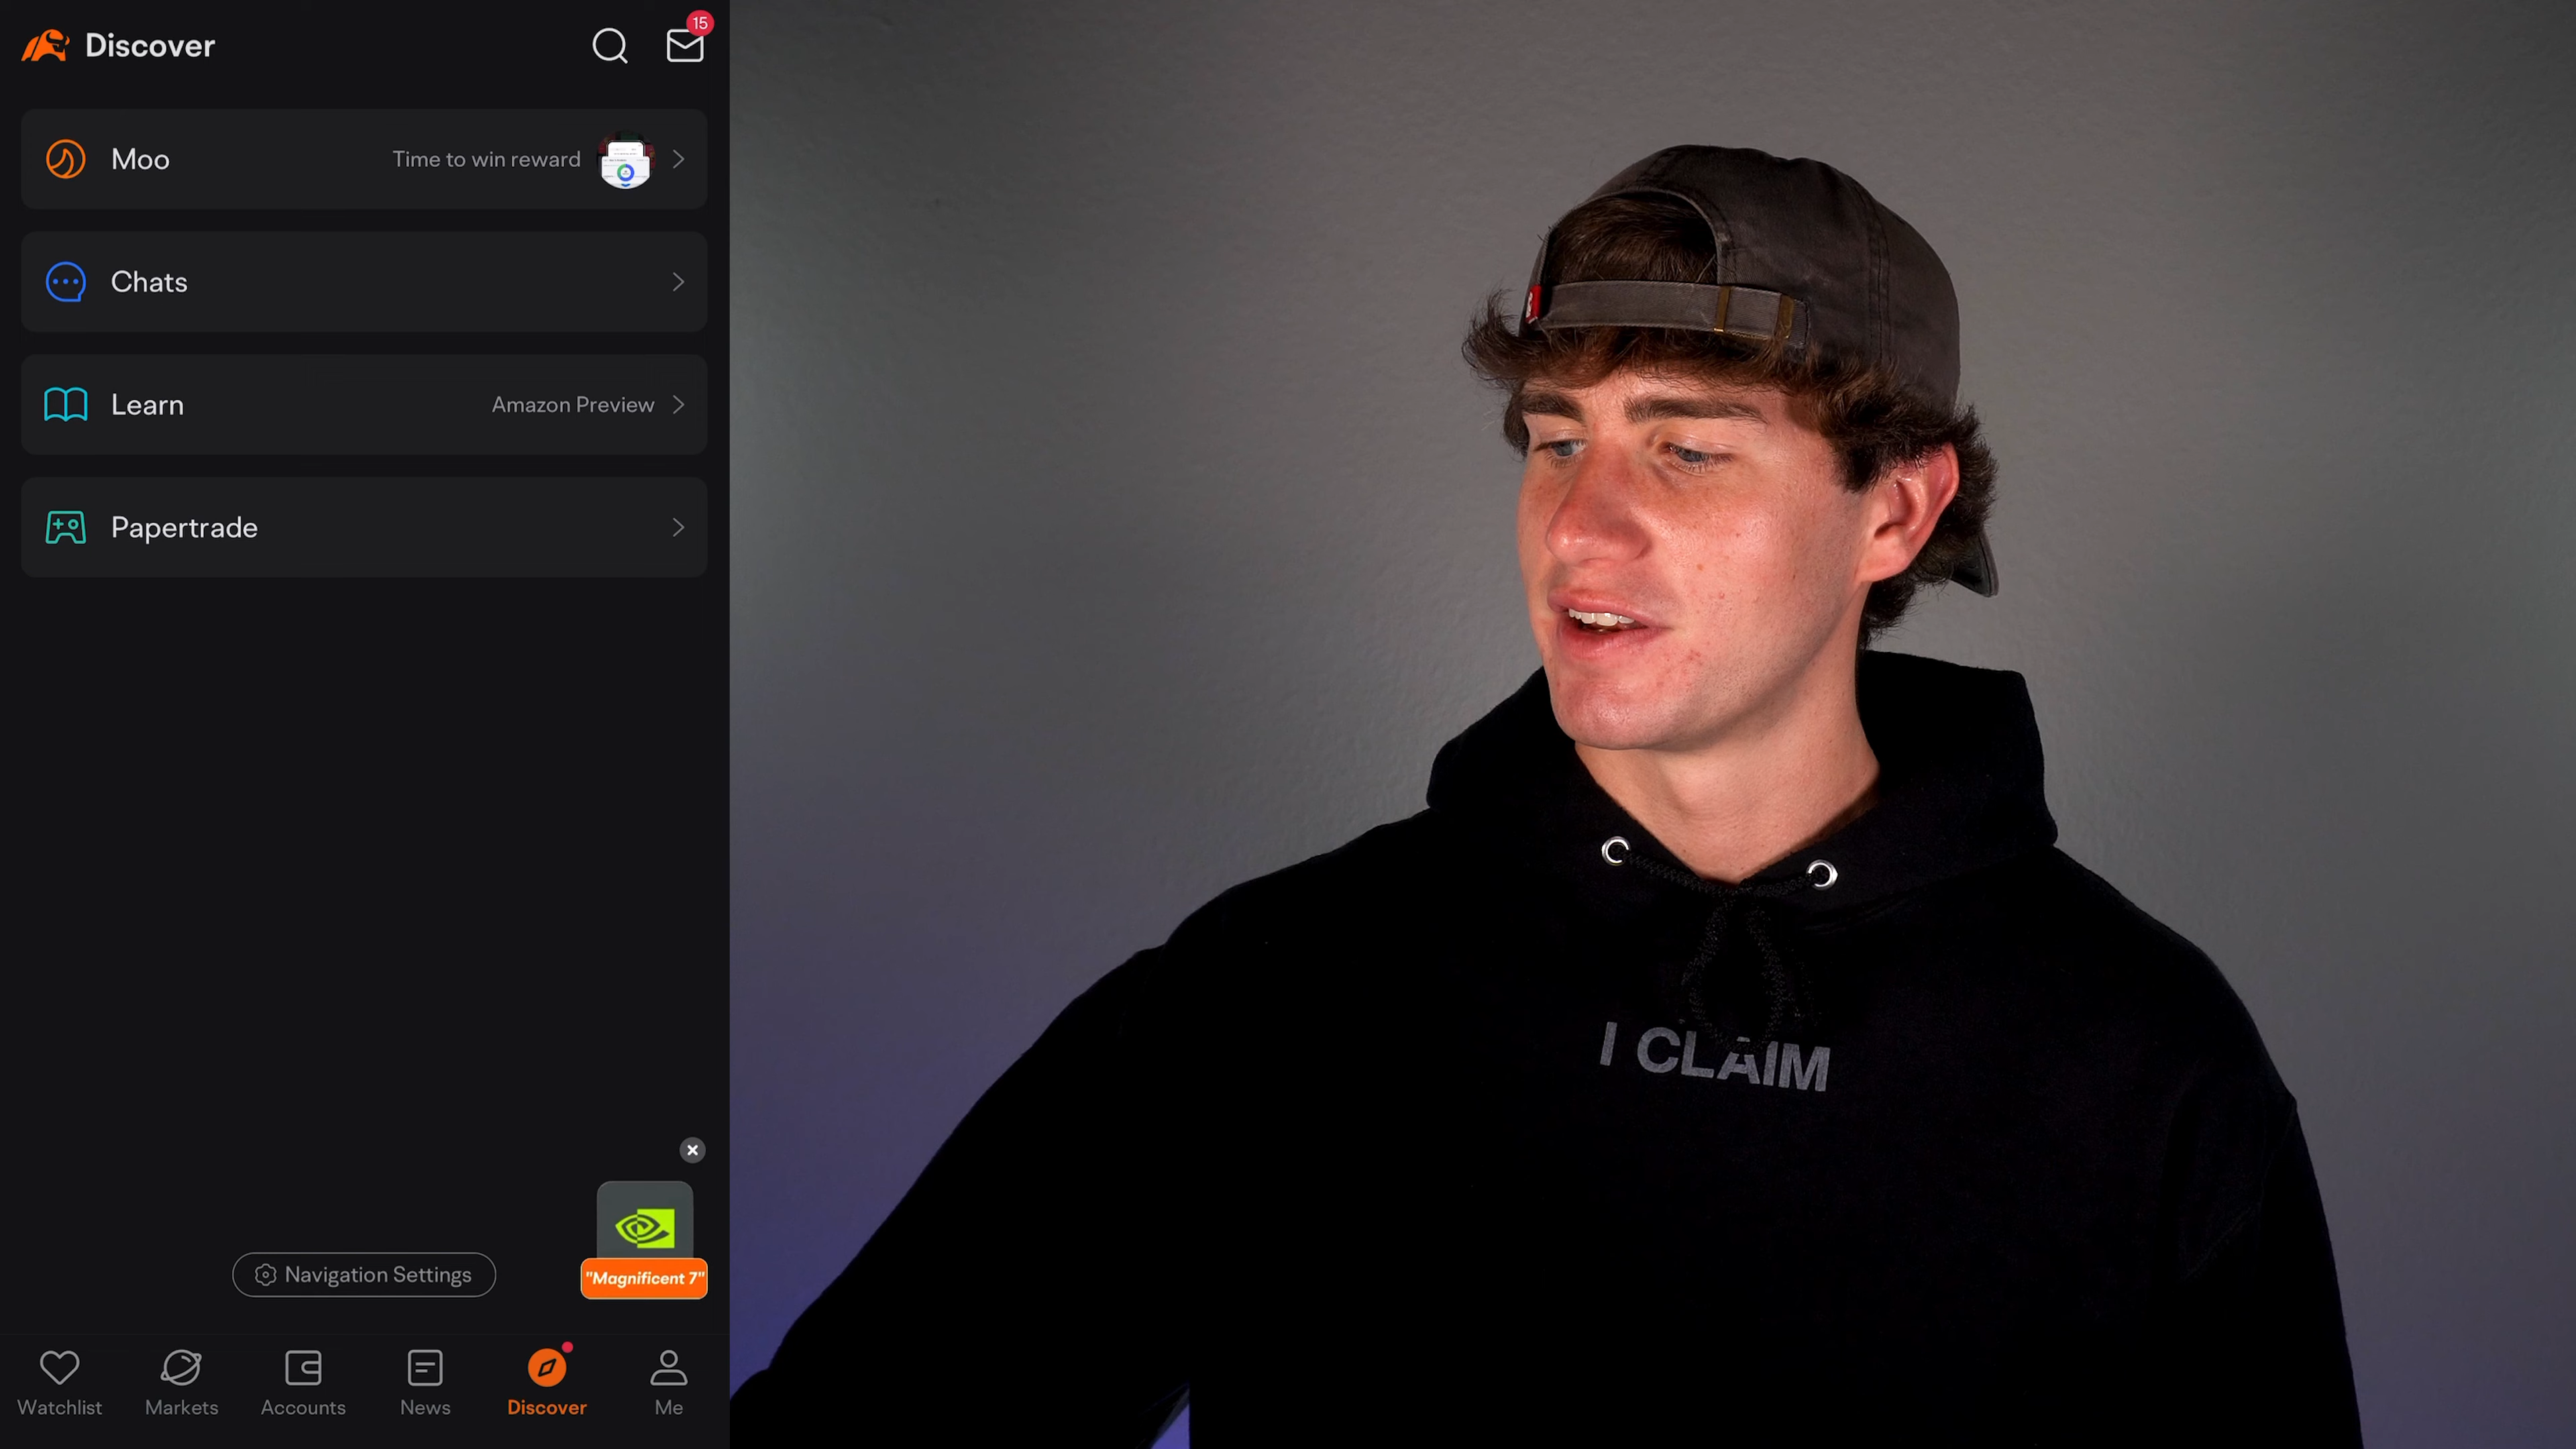 Discover
15
Moo
Time to win reward
Chats
Learn
Amazon Preview
Papertrade
"Magnificent 7"
Navigation Settings
Watchlist
Markets
Accounts
News
Discover
Me
I CLAIM